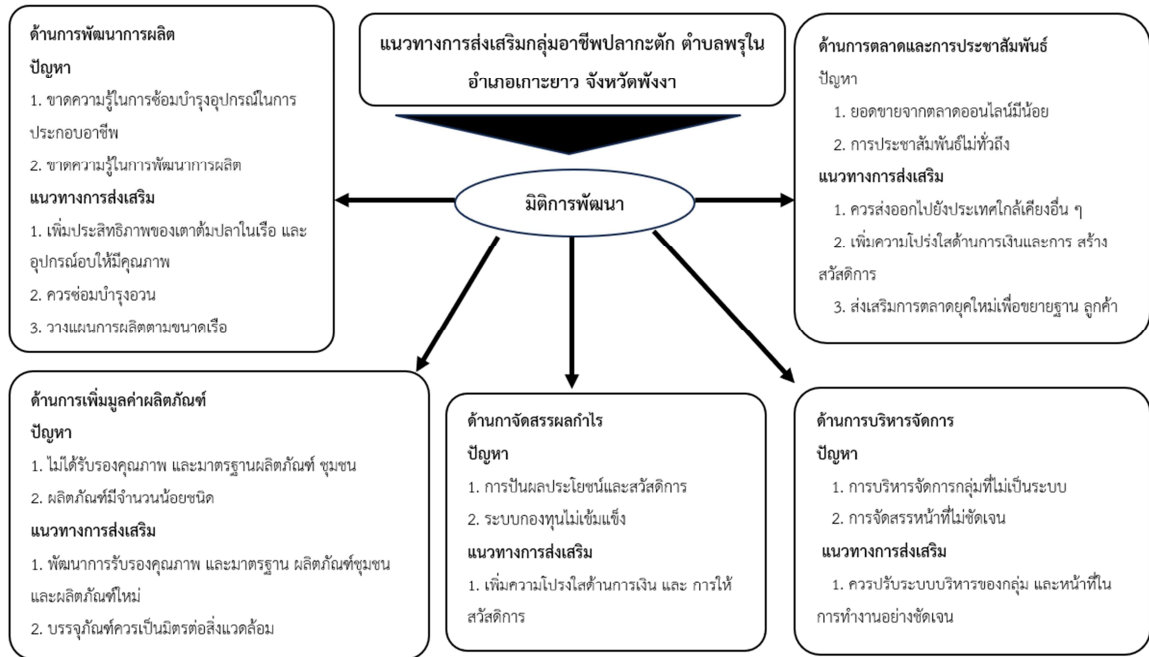 แนวทางการส่งเสริมกลุ่มอาชีพปลากะตัก ตำบลพรุใน
อำเภอเกาะยาว จังหวัดพังงา
มิติการพัฒนา
ด้านการพัฒนาการผลิต
ปัญหา
1. ขาดความรู้ในการซ้อมบำรุงอุปกรณ์ในการ
ประกอบอาชีพ
2. ขาดความรู้ในการพัฒนาการผลิต
แนวทางการส่งเสริม
1. เพิ่มประสิทธิภาพของเตาต้มปลาในเรือ และ
อุปกรณ์อบให้มีคุณภาพ
2. ควรซ่อมบำรุงอวน
3. วางแผนการผลิตตามขนาดเรือ
ด้านการตลาดและการประชาสัมพันธ์
ปัญหา
1. ยอดขายจากตลาดออนไลน์มีน้อย
2. การประชาสัมพันธ์ไม่ทั่วถึง
แนวทางการส่งเสริม
1. ควรส่งออกไปยังประเทศใกล้เคียงอื่น ๆ
2. เพิ่มความโปร่งใสด้านการเงินและการ สร้าง
สวัสดิการ
3. ส่งเสริมการตลาดยุคใหม่เพื่อขยายฐาน ลูกค้า
ด้านการเพิ่มมูลค่าผลิตภัณฑ์
ปัญหา
1. ไม่ได้รับรองคุณภาพ และมาตรฐานผลิตภัณฑ์ ชุมชน
2. ผลิตภัณฑ์มีจำนวนน้อยชนิด
แนวทางการส่งเสริม
1. พัฒนาการรับรองคุณภาพ และมาตรฐาน ผลิตภัณฑ์ชุมชน
และผลิตภัณฑ์ใหม่
2. บรรจุภัณฑ์ควรเป็นมิตรต่อสิ่งแวดล้อม
ด้านกาจัดสรรผลกำไร
ปัญหา
1. การปันผลประโยชน์และสวัสดิการ
2. ระบบกองทุนไม่เข้มแข็ง
แนวทางการส่งเสริม
1. เพิ่มความโปร่งใสด้านการเงิน และ การให้
สวัสดิการ
ด้านการบริหารจัดการ
ปัญหา
1. การบริหารจัดการกลุ่มที่ไม่เป็นระบบ
2. การจัดสรรหน้าที่ไม่ชัดเจน
แนวทางการส่งเสริม
1. ควรปรับระบบบริหารของกลุ่ม และหน้าที่ใน
การทำงานอย่างชัดเจน